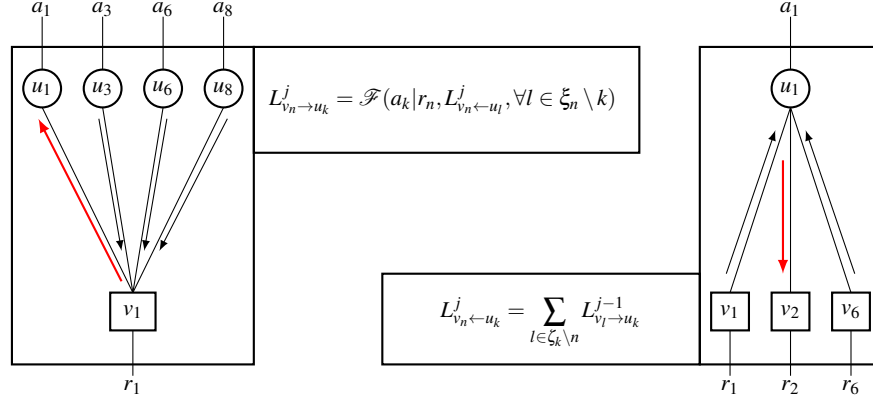 a₁ a₃ a₆ a₈ a₁
u₁ u₃ u₆ u₈ u₁
L^j_{v_n→u_k} = ℱ(a_k|r_n, L^j_{v_n←u_l}, ∀l ∈ ξ_n \ k)
v₁ v₁ v₂ v₆
L^j_{v_n←u_k} = ∑_{l∈ζ_k\n} L^{j−1}_{v_l→u_k}
r₁ r₁ r₂ r₆